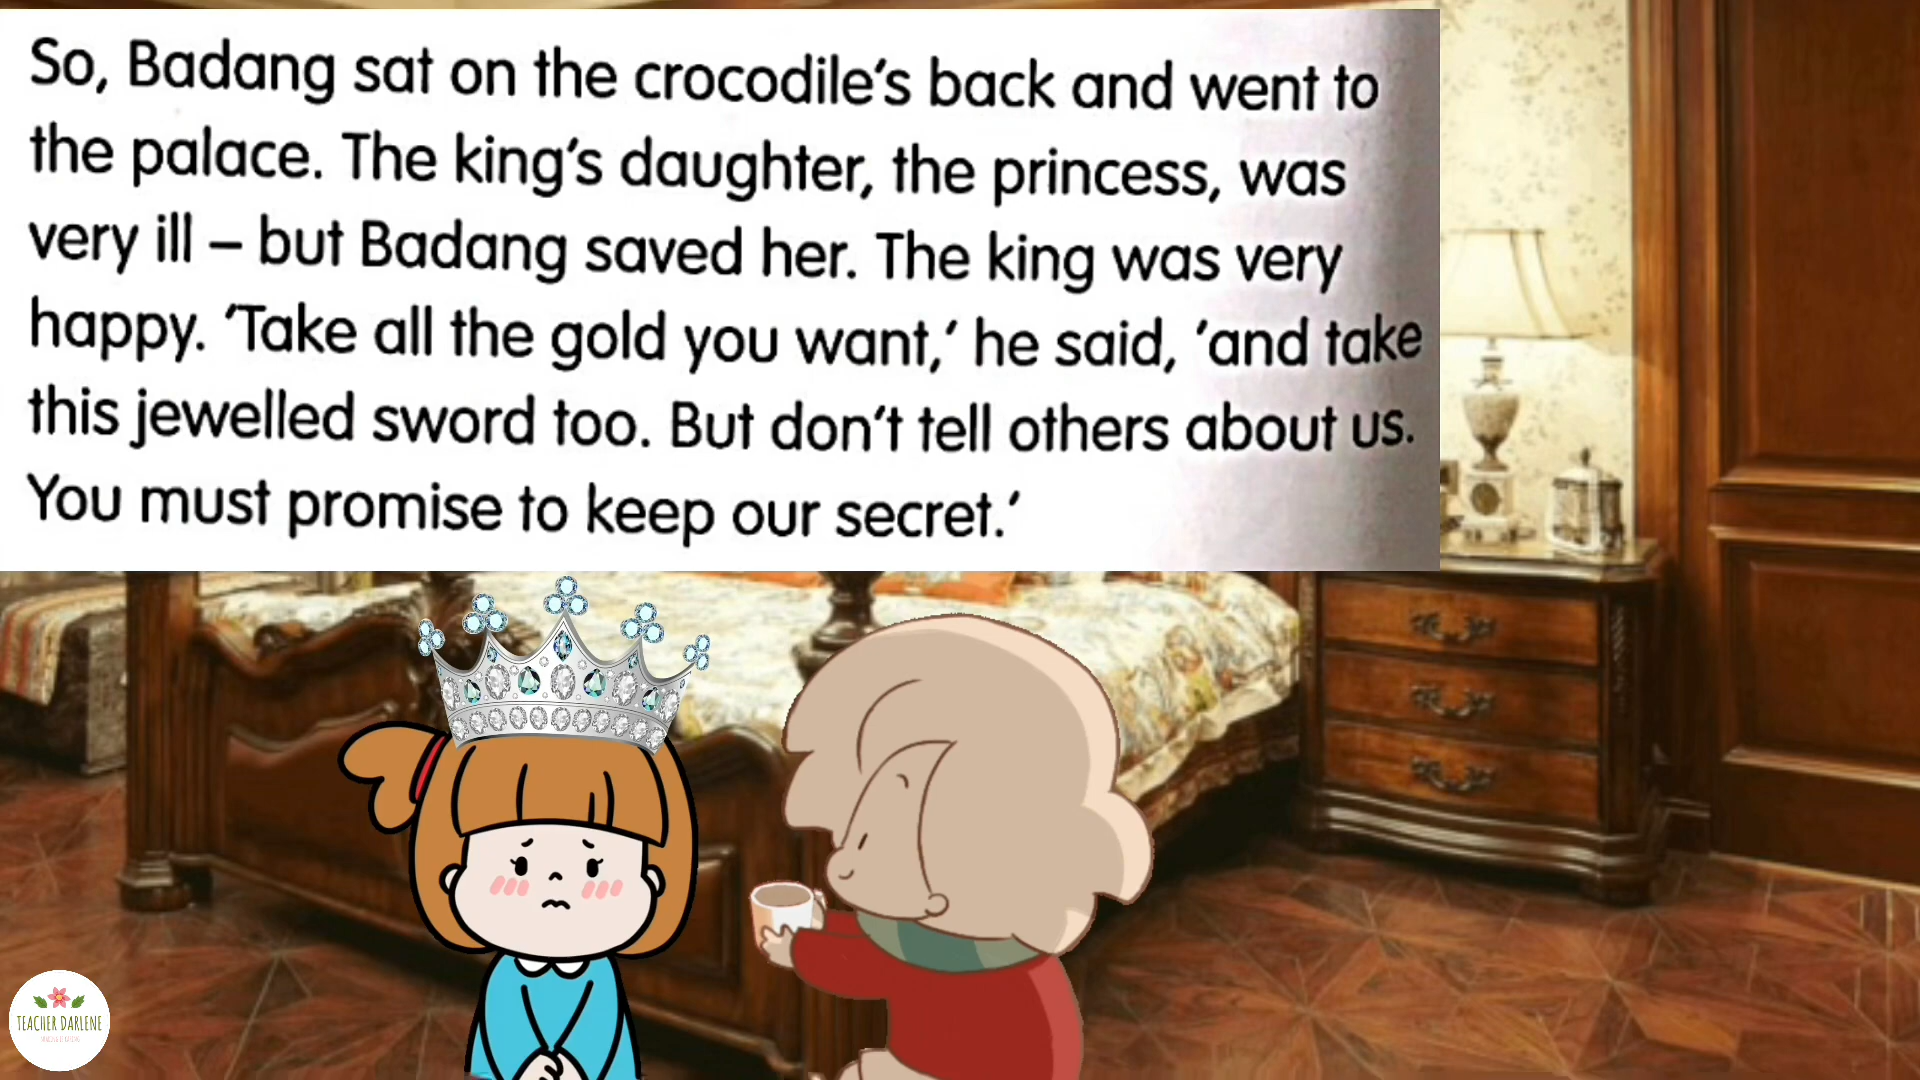 So, Badang sat on the crocodile's back and went to
the palace. The king's daughter, the princess, was
very ill – but Badang saved her. The king was very
happy. 'Take all the gold you want,' he said, 'and take
this jewelled sword too. But don't tell others about us.
You must promise to keep our secret.'
TEACHER DARLENE